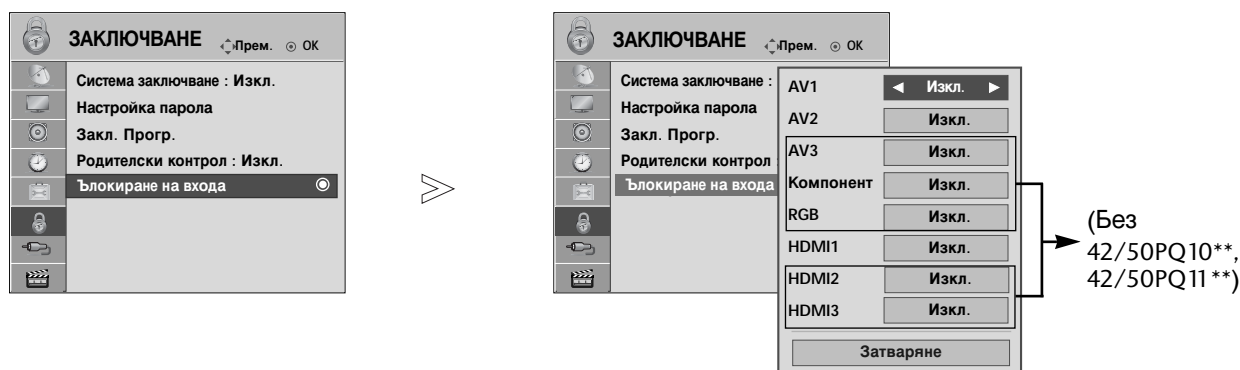 ЗАКЛЮЧВАНЕ Прем. OK
Система заключване : Изкл.
Настройка парола
Закл. Прогр.
Родителски контрол : Изкл.
Ълокиране на входа
ЗАКЛЮЧВАНЕ Прем. OK
Система заключване :
Настройка парола
Закл. Прогр.
Родителски контрол :
Ълокиране на входа
AV1 ◀ Изкл. ▶
AV2 Изкл.
AV3 Изкл.
Компонент Изкл.
RGB Изкл.
HDMI1 Изкл.
HDMI2 Изкл.
HDMI3 Изкл.
Затваряне
(Без
42/50PQ10**,
42/50PQ11**)